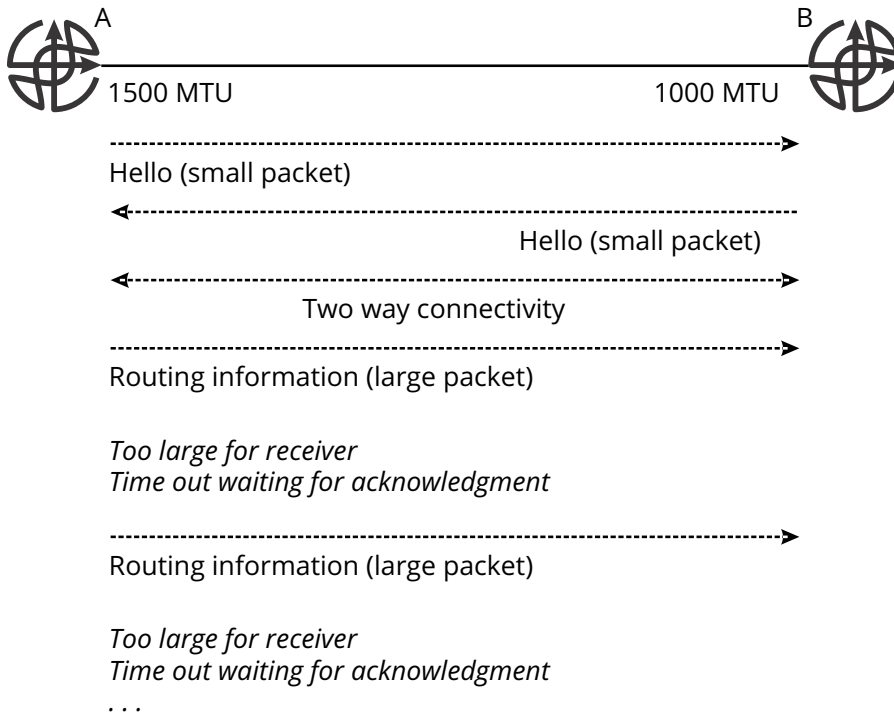 A
B
1500 MTU
1000 MTU
Hello (small packet)
Hello (small packet)
Two way connectivity
Routing information (large packet)
Too large for receiver
Time out waiting for acknowledgment
Routing information (large packet)
Too large for receiver
Time out waiting for acknowledgment
. . .